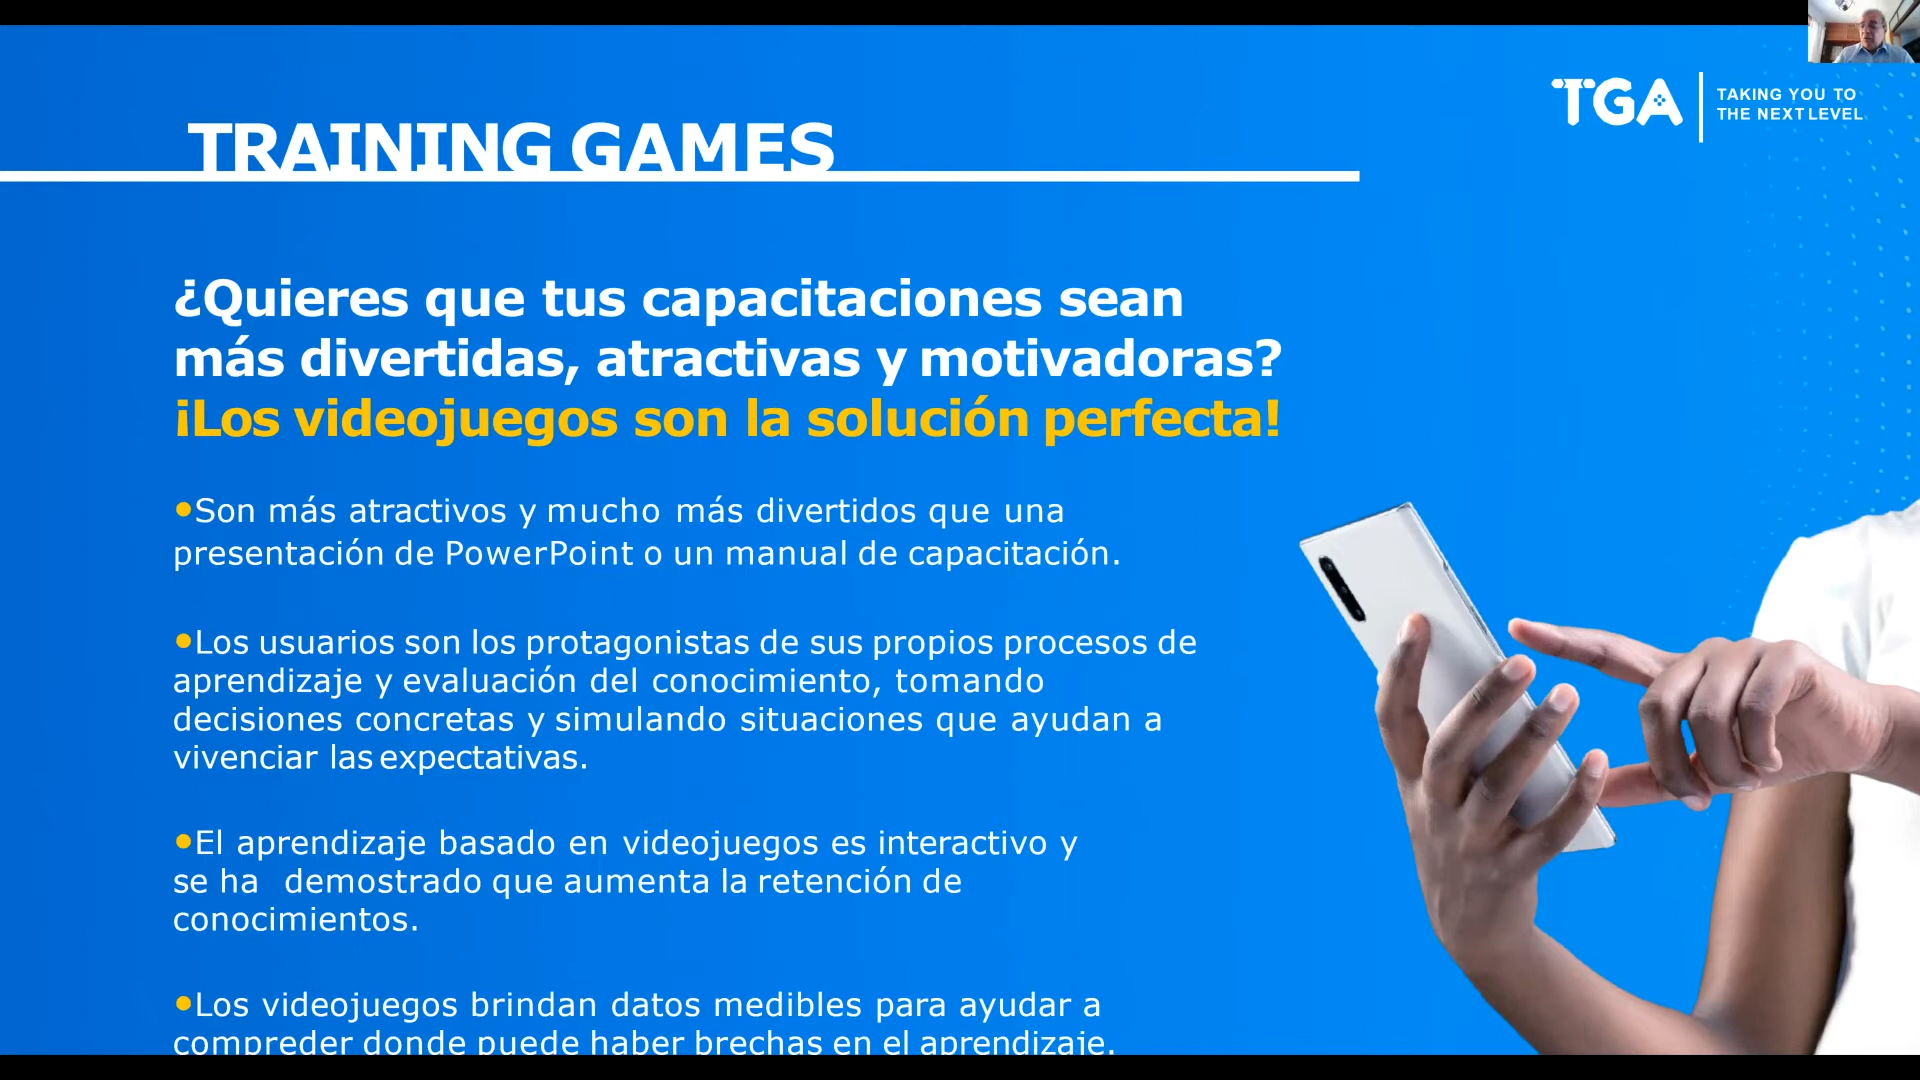 TGA
TAKING YOU TO
THE NEXT LEVEL
TRAINING GAMES
¿Quieres que tus capacitaciones sean
más divertidas, atractivas y motivadoras?
¡Los videojuegos son la solución perfecta!
•Son más atractivos y mucho más divertidos que una
presentación de PowerPoint o un manual de capacitación.
•Los usuarios son los protagonistas de sus propios procesos de
aprendizaje y evaluación del conocimiento, tomando
decisiones concretas y simulando situaciones que ayudan a
vivenciar las expectativas.
•El aprendizaje basado en videojuegos es interactivo y
se ha demostrado que aumenta la retención de
conocimientos.
•Los videojuegos brindan datos medibles para ayudar a
compreder donde puede haber brechas en el aprendizaje.